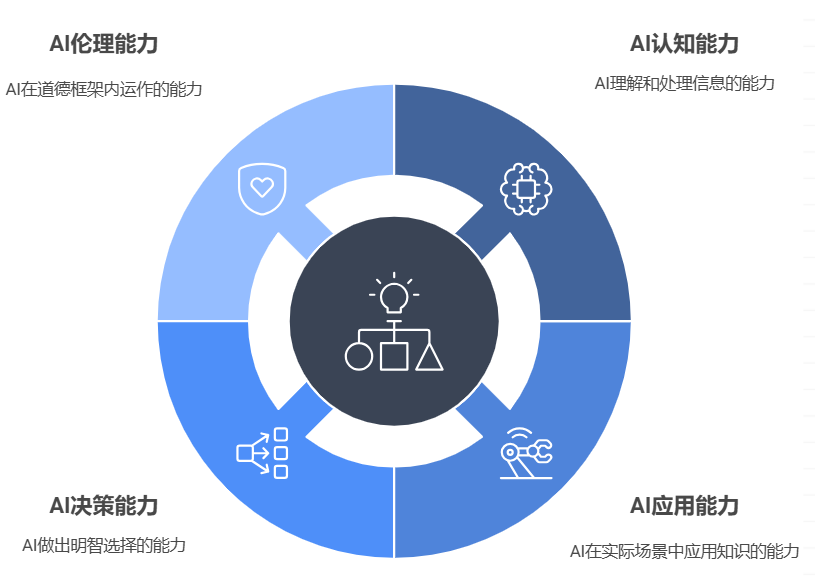 AI伦理能力
AI在道德框架内运作的能力
AI认知能力
AI理解和处理信息的能力
AI决策能力
AI做出明智选择的能力
AI应用能力
AI在实际场景中应用知识的能力